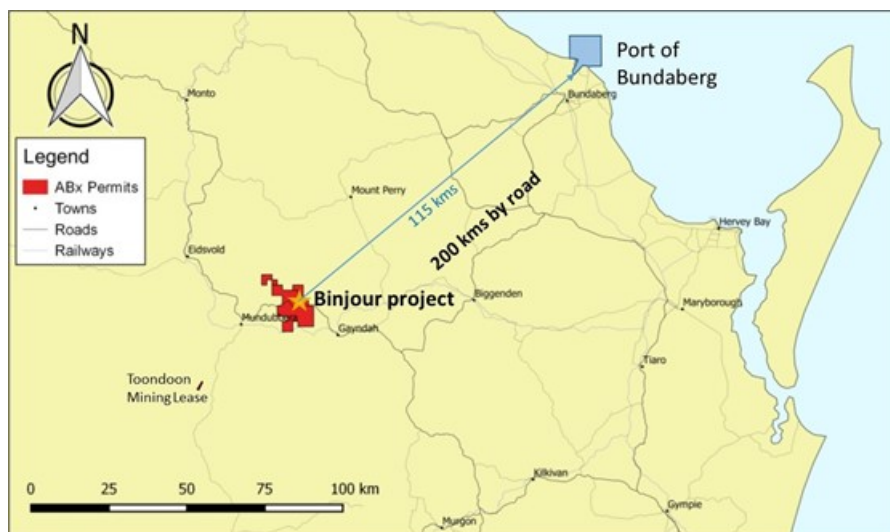 N
Port of
Bundaberg
Monto
Bundaberg
Legend
ABx Permits
Towns
Roads
Railways
115 kms
200 kms by road
Mount Perry
Hervey Bay
Eidsvold
Binjour project
Biggenden
Maryborough
Mundubbera
Gayndah
Toondoon
Mining Lease
Tiaro
Kilkivan
0 25 50 75 100 km
Gympie
Murgon